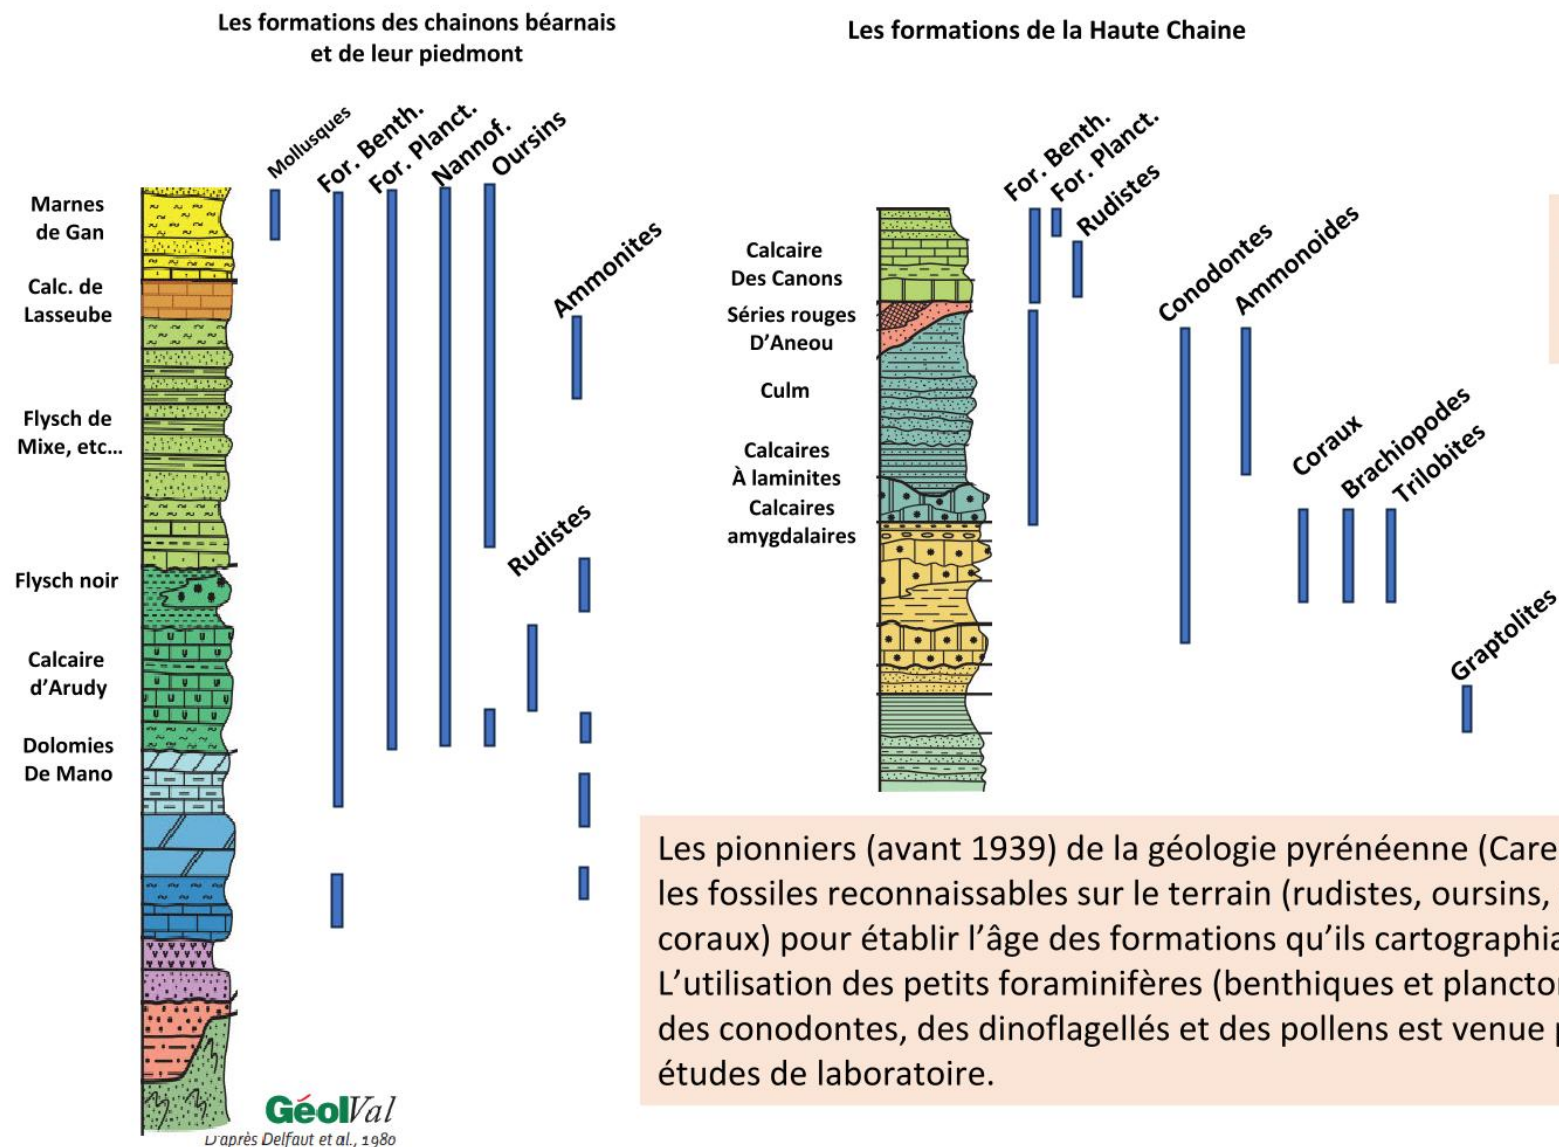 Les formations des chainons béarnais
et de leur piedmont
Mollusques
For. Benth.
For. Planct.
Nannof.
Oursins
Ammonites
Rudistes
Marnes
de Gan
Calc. de
Lasseube
Flysch de
Mixe, etc…
Flysch noir
Calcaire
d’Arudy
Dolomies
De Mano
GéolVal
D'après Delfaut et al., 1980
Les formations de la Haute Chaine
For. Benth.
For. Planct.
Rudistes
Conodontes
Ammonoides
Coraux
Brachiopodes
Trilobites
Graptolites
Calcaire
Des Canons
Séries rouges
D’Aneou
Culm
Calcaires
À laminites
Calcaires
amygdalaires
Les pionniers (avant 1939) de la géologie pyrénéenne (Care
les fossiles reconnaissables sur le terrain (rudistes, oursins,
coraux) pour établir l’âge des formations qu’ils cartographia
L’utilisation des petits foraminifères (benthiques et plancto
des conodontes, des dinoflagellés et des pollens est venue p
études de laboratoire.